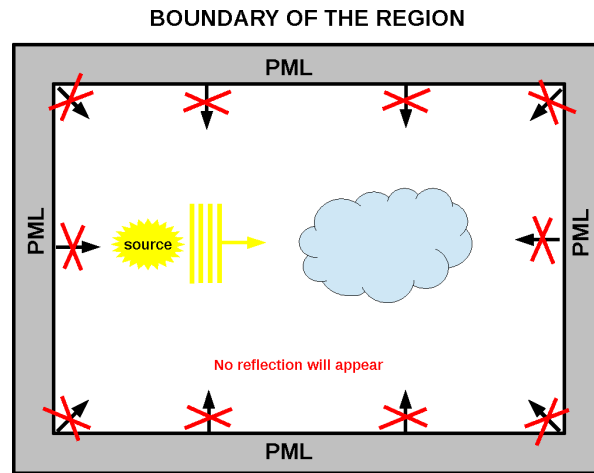 BOUNDARY OF THE REGION
PML
PML
source
PML
No reflection will appear
PML